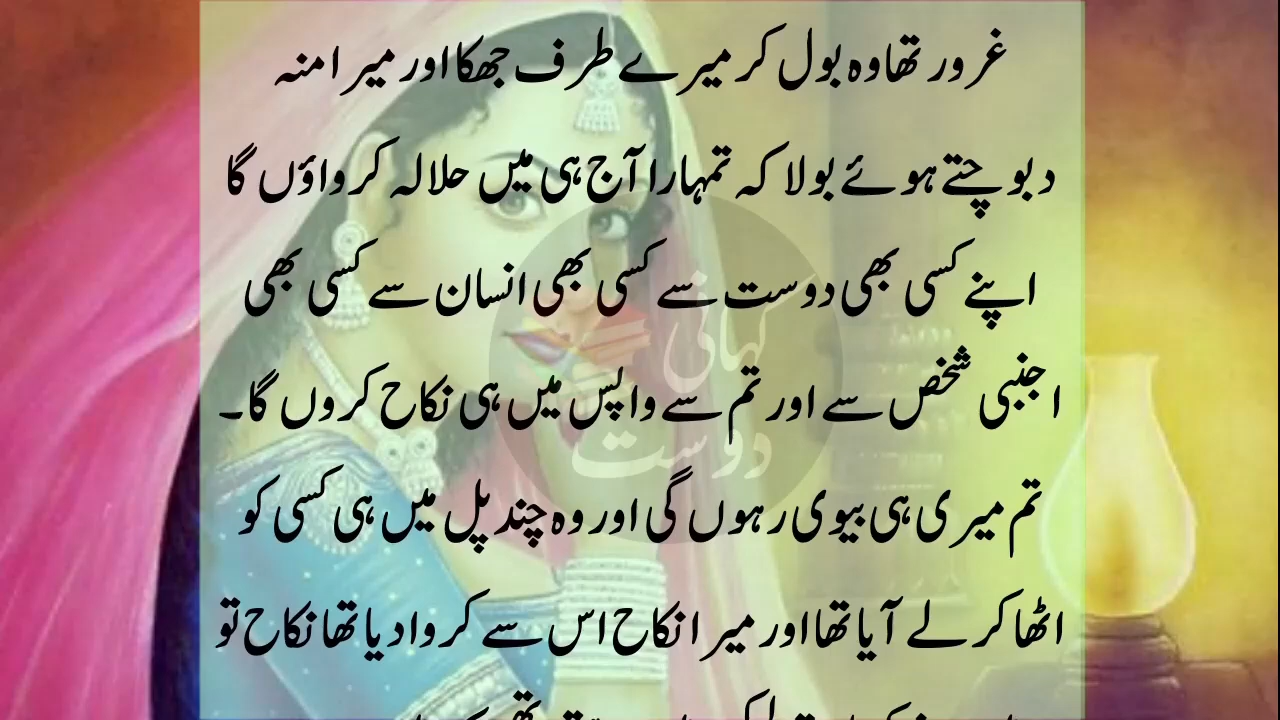 غرور تھا وہ بول کر میرے طرف جھکا اور میرا منہ
دبوچتے ہوئے بولا کہ تمہارا آج ہی میں حلالہ کرواؤں گا
اپنے کسی بھی دوست سے کسی بھی انسان سے کسی بھی
اجنبی شخص سے اور تم سے واپس میں ہی نکاح کروں گا۔
تم میری ہی بیوی رہوں گی اور وہ چند پل میں ہی کسی کو
اٹھا کر لے آیا تھا اور میرا نکاح اس سے کروا دیا تھا نکاح تو
کہانی
دوست